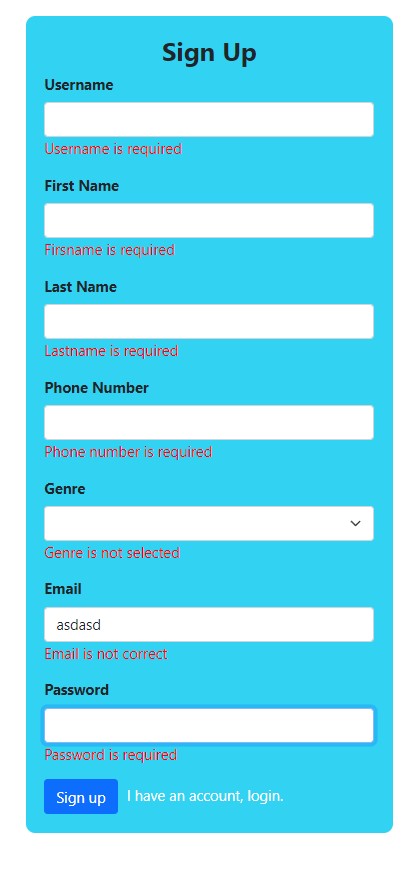 Sign Up
Username
Username is required
First Name
Firsname is required
Last Name
Lastname is required
Phone Number
Phone number is required
Genre
Genre is not selected
Email
asdasd
Email is not correct
Password
Password is required
Sign up I have an account, login.